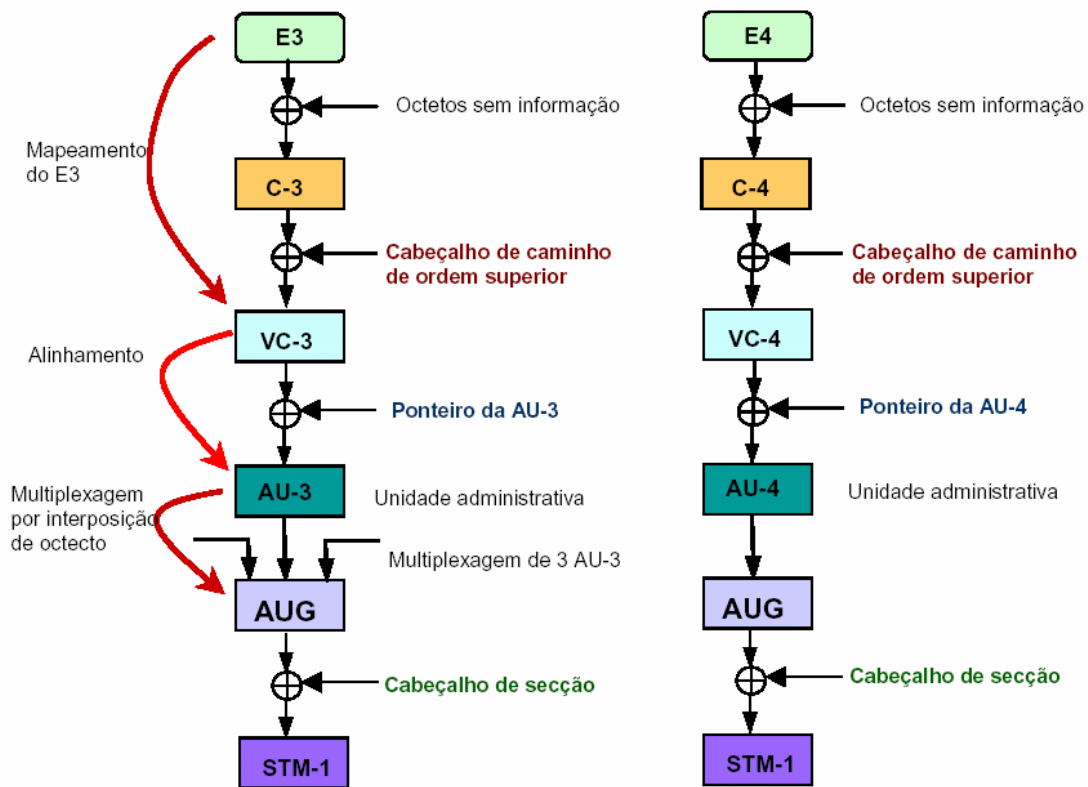 E3
Octetos sem informação
Mapeamento
do E3
C-3
Cabeçalho de caminho
de ordem superior
VC-3
Alinhamento
Ponteiro da AU-3
AU-3
Unidade administrativa
Multiplexagem
por interposição
de octecto
Multiplexagem de 3 AU-3
AUG
Cabeçalho de secção
STM-1
E4
Octetos sem informação
C-4
Cabeçalho de caminho
de ordem superior
VC-4
Ponteiro da AU-4
AU-4
Unidade administrativa
AUG
Cabeçalho de secção
STM-1